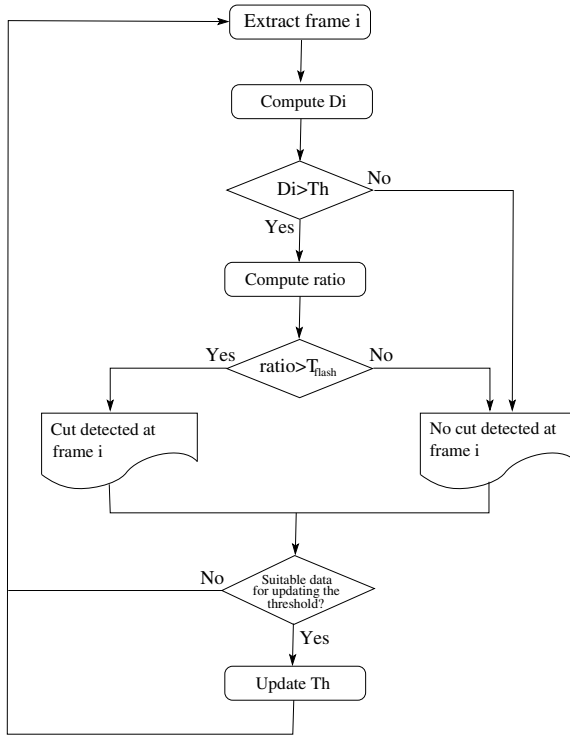 Extract frame i
Compute Di
Di>Th
No
Yes
Compute ratio
Yes
ratio>Tflash
No
Cut detected at
frame i
No cut detected at
frame i
No
Suitable data
for updating the
threshold?
Yes
Update Th